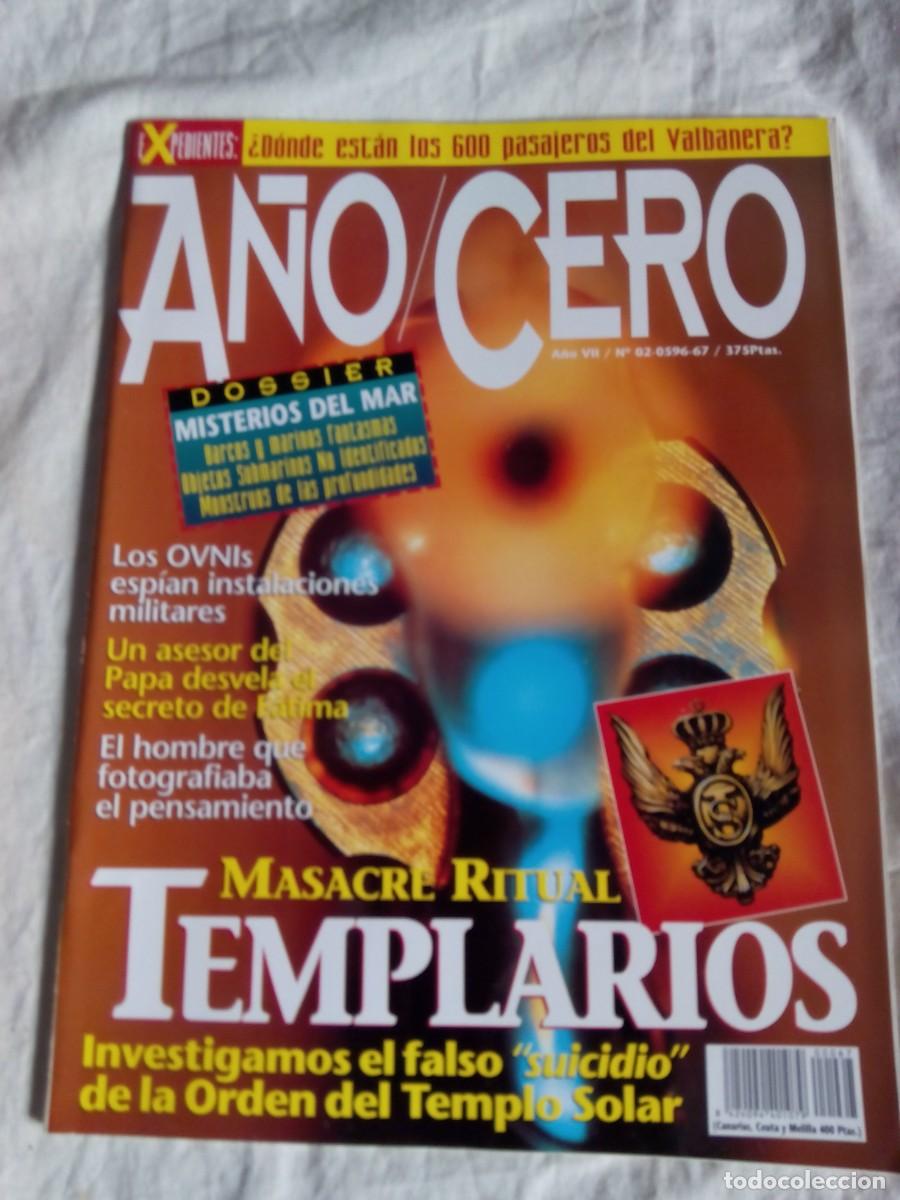 EXPEDIENTES: ¿Dónde están los 600 pasajeros del Valbanera?
AÑO/CERO
Año VII / Nº 02-0596-67 / 375Ptas.
DOSSIER
MISTERIOS DEL MAR
Barcos y marinos fantasmas
Objetos Submarinos No Identificados
Monstruos de las profundidades
Los OVNIs
espían instalaciones
militares
Un asesor del
Papa desvela el
secreto de Fátima
El hombre que
fotografiaba
el pensamiento
MASACRE RITUAL
TEMPLARIOS
Investigamos el falso "suicidio"
de la Orden del Templo Solar
00067
(Canarias, Ceuta y Melilla 400 Ptas.)
todocoleccion